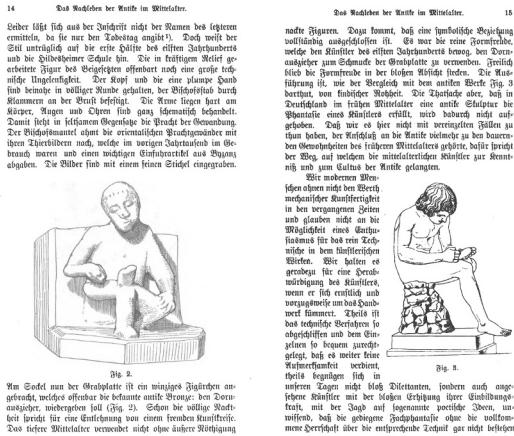 14 Das Nachleben der Antike im Mittelalter.
Leider läßt sich aus der Inschrift nicht der Namen des letzteren
ermitteln, da sie nur den Todestag angibt¹). Doch weist der
Stil untrüglich auf die erste Hälfte des elften Jahrhunderts
und die Hildesheimer Schule hin. Die in kräftigem Relief ge-
arbeitete Figur des Beigesetzten offenbart noch eine große tech-
nische Ungelenkigkeit. Der Kopf und die eine plumpe Hand
sind beinahe in völliger Runde gehalten, der Bischofsstab durch
Klammern an der Brust befestigt. Die Arme liegen hart am
Körper, Augen und Ohren sind ganz schematisch behandelt.
Damit steht in seltsamem Gegensatze die Pracht der Gewandung.
Der Bischofsmantel ahmt die orientalischen Prachtgewänder mit
ihren Thierbildern nach, welche im vorigen Jahrtausend im Ge-
brauch waren und einen wichtigen Einfuhrartikel aus Byzanz
abgaben. Die Bilder sind mit einem feinen Stichel eingegraben.
Fig. 2.
Am Sockel nun der Grabplatte ist ein winziges Figürchen an-
gebracht, welches offenbar die bekannte antike Bronze: den Dorn-
auszieher, wiedergeben soll (Fig. 2). Schon die völlige Nackt-
heit spricht für eine Entlehnung von einem fremden Kunstkreise.
Das tiefere Mittelalter verwendet nicht ohne äußere Nöthigung
Das Nachleben der Antike im Mittelalter. 15
nackte Figuren. Dazu kommt, daß eine symbolische Beziehung
vollständig ausgeschlossen ist. Es war die reine Formfreude,
welche den Künstler des elften Jahrhunderts bewog, den Dorn-
auszieher zum Schmucke der Grabplatte zu verwenden. Freilich
blieb die Formfreude in der bloßen Absicht stecken. Die Aus-
führung ist, wie der Vergleich mit dem antiken Werke Fig. 3
darthut, von kindischer Rohheit. Die Thatsache aber, daß in
Deutschland im frühen Mittelalter eine antike Skulptur die
Phantasie eines Künstlers erfüllt, wird dadurch nicht auf-
gehoben. Daß wir es hier nicht mit vereinzelten Fällen zu
thun haben, der Anschluß an die Antike vielmehr zu den dauern-
den Gewohnheiten des früheren Mittelalters gehörte, dafür spricht
der Weg, auf welchem die mittelalterlichen Künstler zur Kennt-
niß und zum Cultus der Antike gelangten.
Wir modernen Men-
schen ahmen nicht den Werth
mechanischer Kunstfertigkeit
in den vergangenen Zeiten
und glauben nicht an die
Möglichkeit eines Enthu-
siasmus für das rein Tech-
nische in dem künstlerischen
Wirken. Wir halten es
geradezu für eine Herab-
würdigung des Künstlers,
wenn er sich ernstlich und
vorzugsweise um das Hand-
werk kümmert. Theils ist
das technische Verfahren so
abgeschliffen und dem Ein-
zelnen so bequem zurecht-
gelegt, daß es weiter keine
Aufmerksamkeit verdient,
theils begnügen sich in
Fig. 3.
unseren Tagen nicht bloß Dilettanten, sondern auch ange-
sehene Künstler mit der bloßen Erhitzung ihrer Einbildungs-
kraft, mit der Jagd auf sogenannte poetische Ideen, un-
wissend, daß die gediegene Fachphantasie ohne die vollkom-
mene Herrschaft über die entsprechende Technik gar nicht bestehen